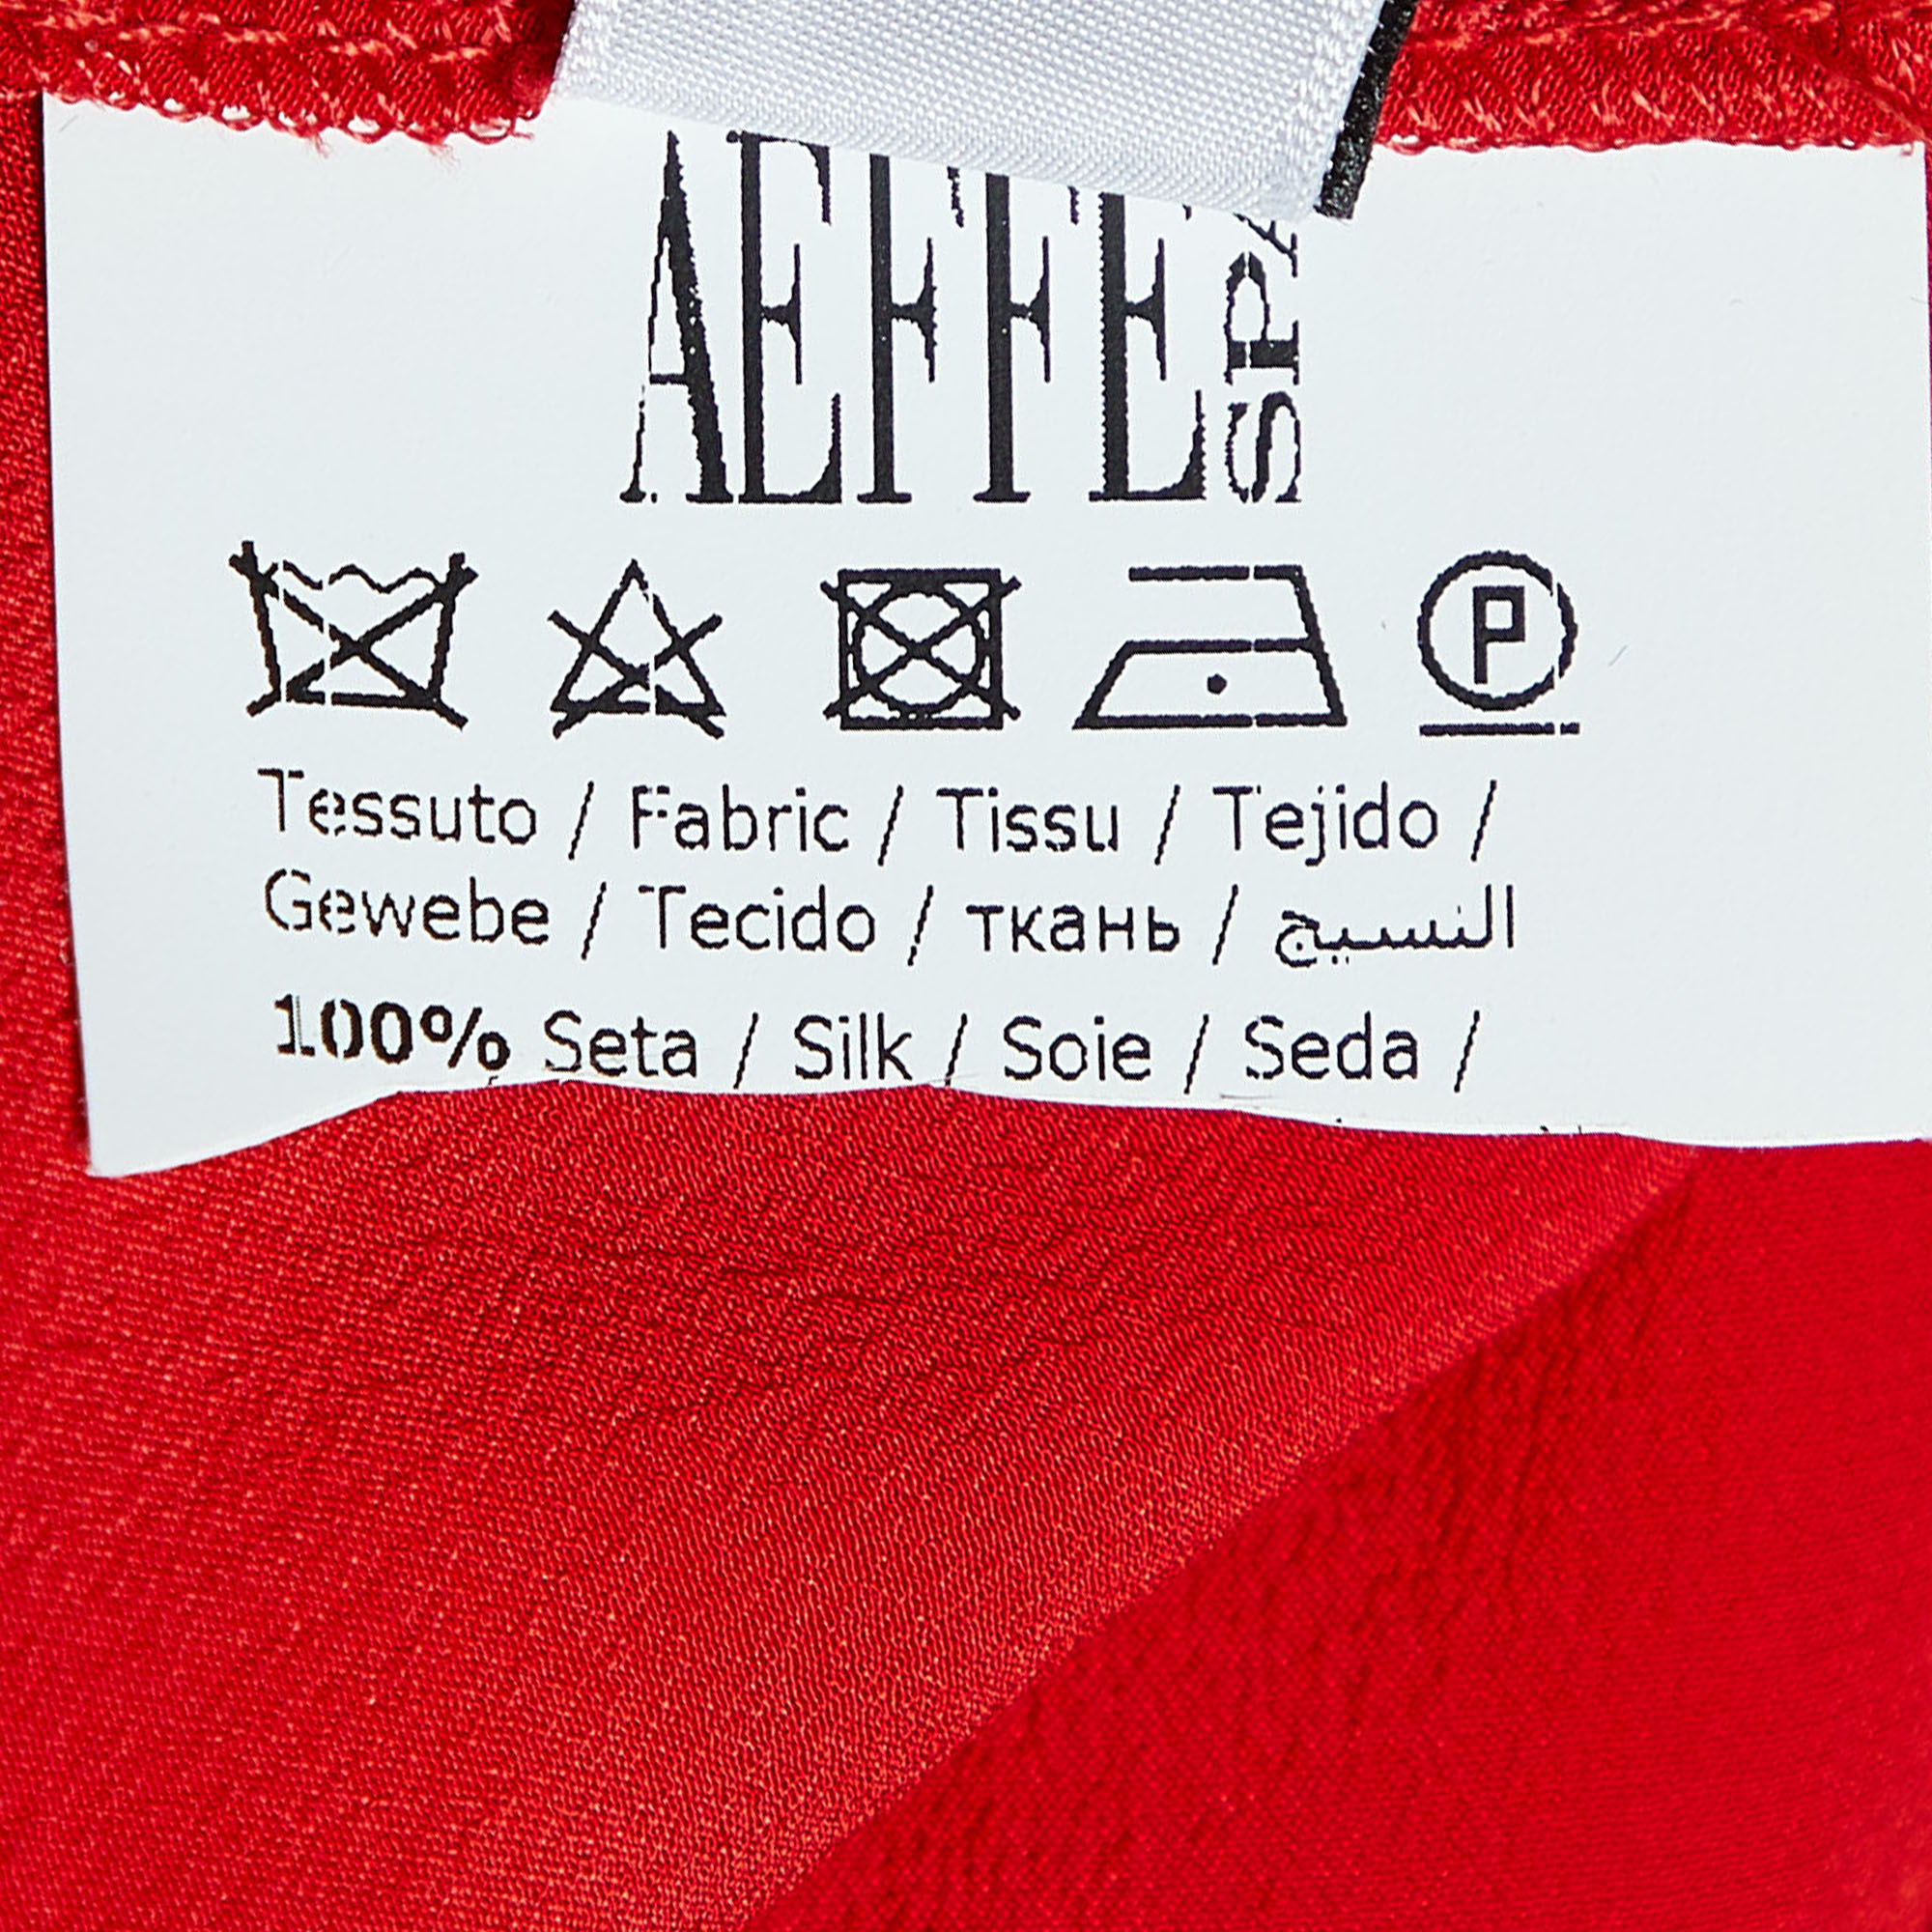 AEFFE SPA
P
Tessuto / Fabric / Tissu / Tejido /
Gewebe / Tecido / ткань / النسيج
100% Seta / Silk / Soie / Seda /